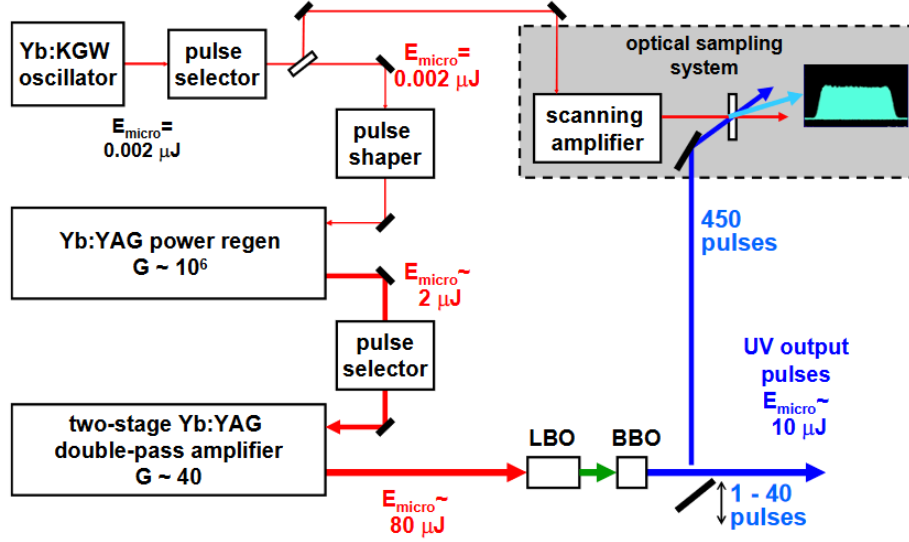 Yb:KGW
oscillator
pulse
selector
E_micro=
0.002 μJ
E_micro=
0.002 μJ
pulse
shaper
optical sampling
system
scanning
amplifier
Yb:YAG power regen
G ~ 10⁶
E_micro~
2 μJ
450
pulses
pulse
selector
UV output
pulses
E_micro~
10 μJ
two-stage Yb:YAG
double-pass amplifier
G ~ 40
LBO
BBO
E_micro~
80 μJ
1 - 40
pulses